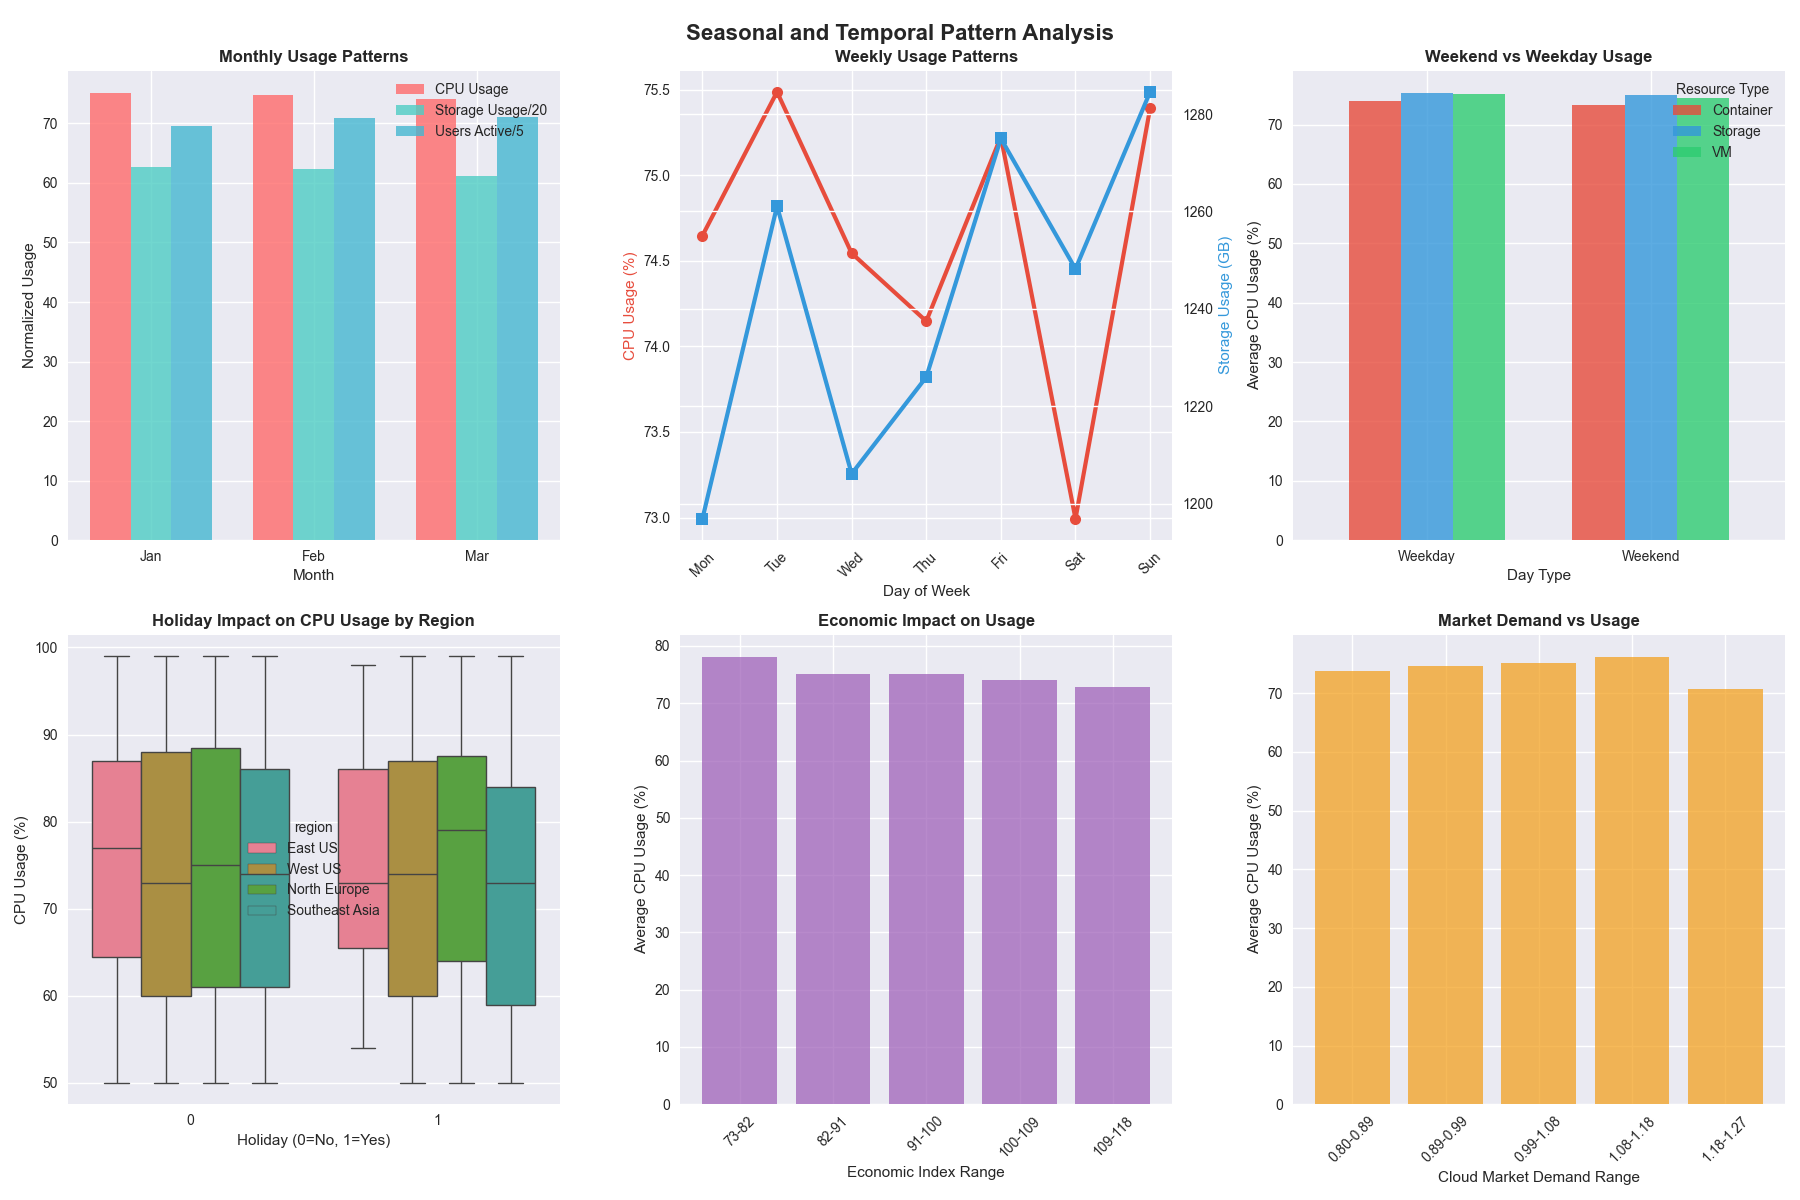 Seasonal and Temporal Pattern Analysis
Monthly Usage Patterns
CPU Usage
Storage Usage/20
Users Active/5
Normalized Usage
70
60
50
40
30
20
10
0
Jan Feb Mar
Month
Weekly Usage Patterns
CPU Usage (%)
75.5
75.0
74.5
74.0
73.5
73.0
Storage Usage (GB)
1280
1260
1240
1220
1200
Mon Tue Wed Thu Fri Sat Sun
Day of Week
Weekend vs Weekday Usage
Resource Type
Container
Storage
VM
Average CPU Usage (%)
70
60
50
40
30
20
10
0
Weekday Weekend
Day Type
Holiday Impact on CPU Usage by Region
CPU Usage (%)
100
90
80
70
60
50
region
East US
West US
North Europe
Southeast Asia
0 1
Holiday (0=No, 1=Yes)
Economic Impact on Usage
Average CPU Usage (%)
80
70
60
50
40
30
20
10
0
73-82 82-91 91-100 100-109 109-118
Economic Index Range
Market Demand vs Usage
Average CPU Usage (%)
70
60
50
40
30
20
10
0
0.80-0.89 0.89-0.99 0.99-1.08 1.08-1.18 1.18-1.27
Cloud Market Demand Range